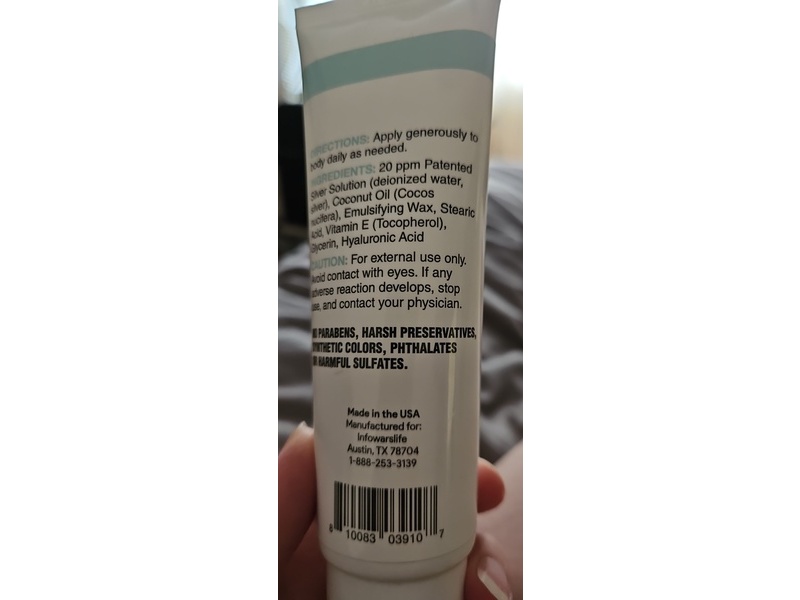 DIRECTIONS: Apply generously to
body daily as needed.
INGREDIENTS: 20 ppm Patented
Silver Solution (deionized water,
silver), Coconut Oil (Cocos
nucifera), Emulsifying Wax, Stearic
Acid, Vitamin E (Tocopherol),
Glycerin, Hyaluronic Acid
CAUTION: For external use only.
Avoid contact with eyes. If any
adverse reaction develops, stop
use, and contact your physician.
NO PARABENS, HARSH PRESERVATIVES,
SYNTHETIC COLORS, PHTHALATES
OR HARMFUL SULFATES.
Made in the USA
Manufactured for:
Infowarslife
Austin, TX 78704
1-888-253-3139
8 10083 03910 7